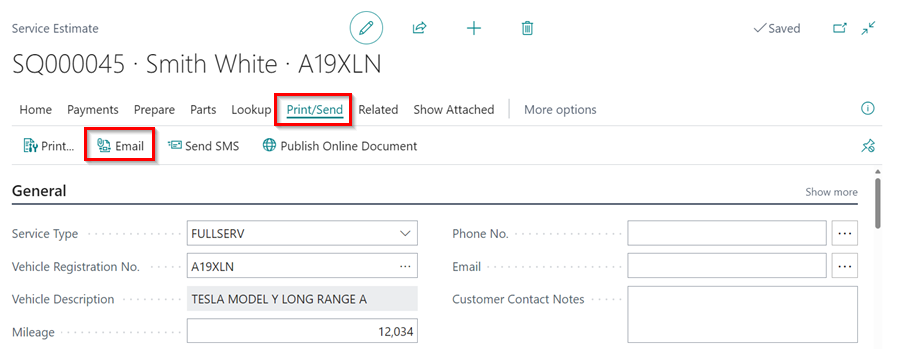 Service Estimate
Saved
SQ000045 · Smith White · A19XLN
Home Payments Prepare Parts Lookup Print/Send Related Show Attached More options
Print... Email Send SMS Publish Online Document
General Show more
Service Type FULLSERV Phone No.
Vehicle Registration No. A19XLN Email
Vehicle Description TESLA MODEL Y LONG RANGE A Customer Contact Notes
Mileage 12,034